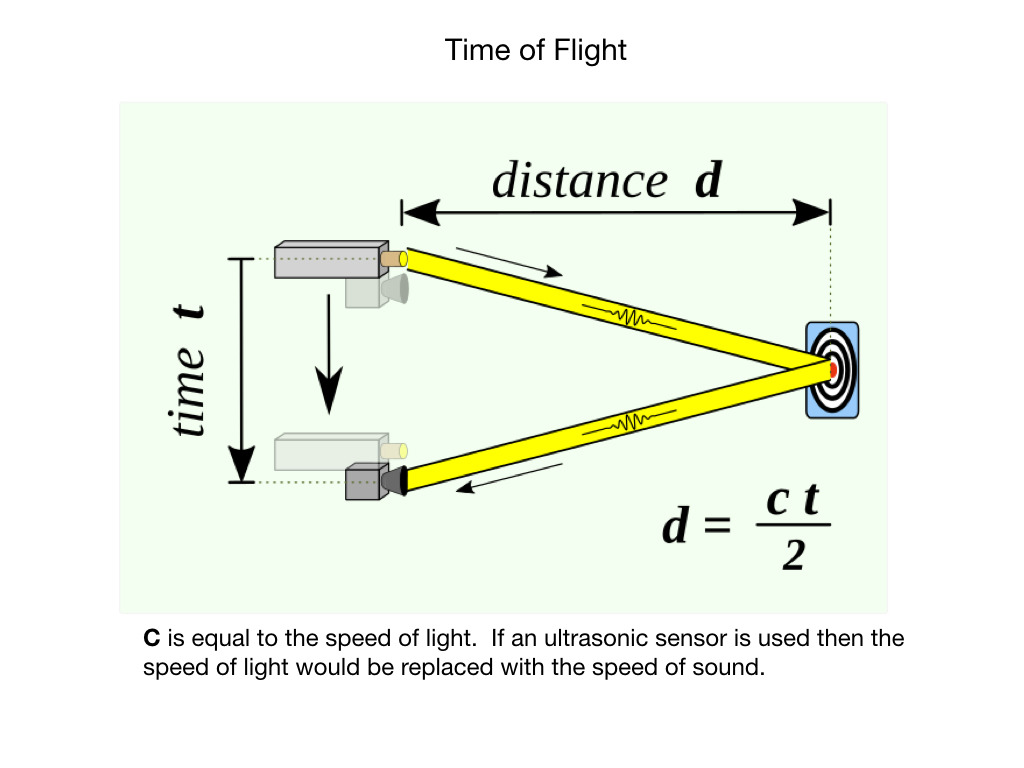 Time of Flight
distance d
time t
d = c t
2
C is equal to the speed of light.  If an ultrasonic sensor is used then the
speed of light would be replaced with the speed of sound.